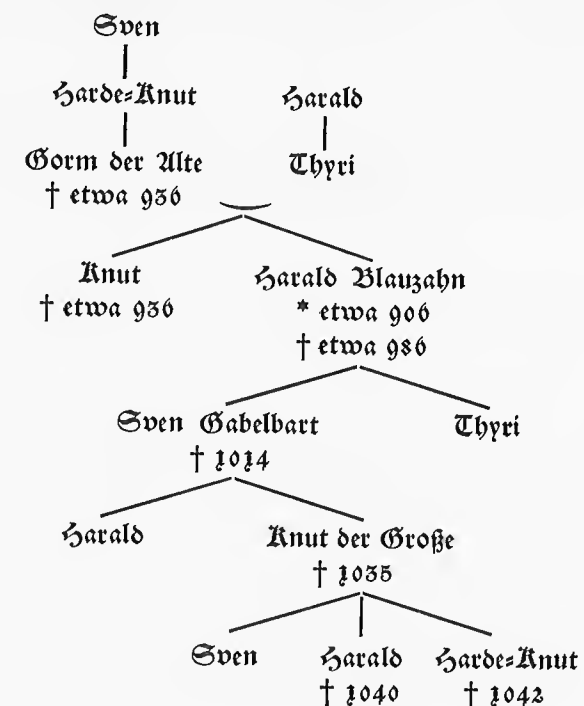 Sven
Harde=Knut
Harald
Gorm der Alte
† etwa 936
Thyri
Knut
† etwa 936
Harald Blauzahn
* etwa 906
† etwa 986
Sven Gabelbart
† 1014
Thyri
Harald
Knut der Große
† 1035
Sven
Harald
† 1040
Harde=Knut
† 1042